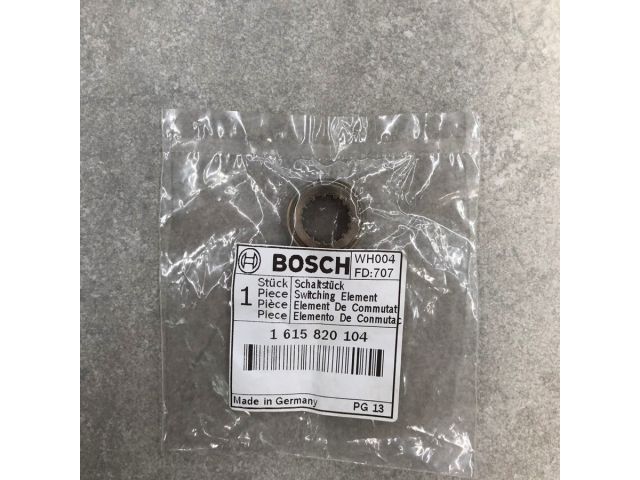 BOSCH
WH004
FD:707
1
Stück Schaltstück
Piece Switching Element
Pièce Element De Commutat
Piece Elemento De Conmutac
1 615 820 104
Made in Germany
PG 13